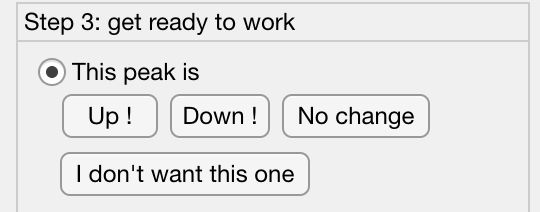 Step 3: get ready to work
This peak is
Up ! Down ! No change
I don't want this one